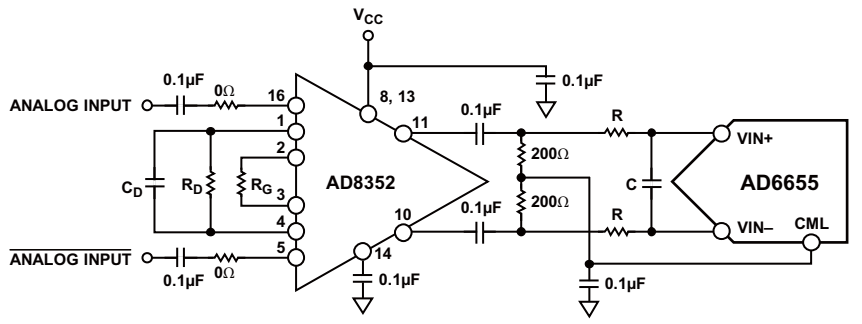 VCC
0.1µF
0Ω
ANALOG INPUT
16
8, 13
0.1µF
1
11
0.1µF
R
VIN+
2
200Ω
CD
RD
RG
AD8352
C
AD6655
3
200Ω
4
10
0.1µF
R
VIN–
CML
ANALOG INPUT
5
14
0.1µF
0Ω
0.1µF
0.1µF